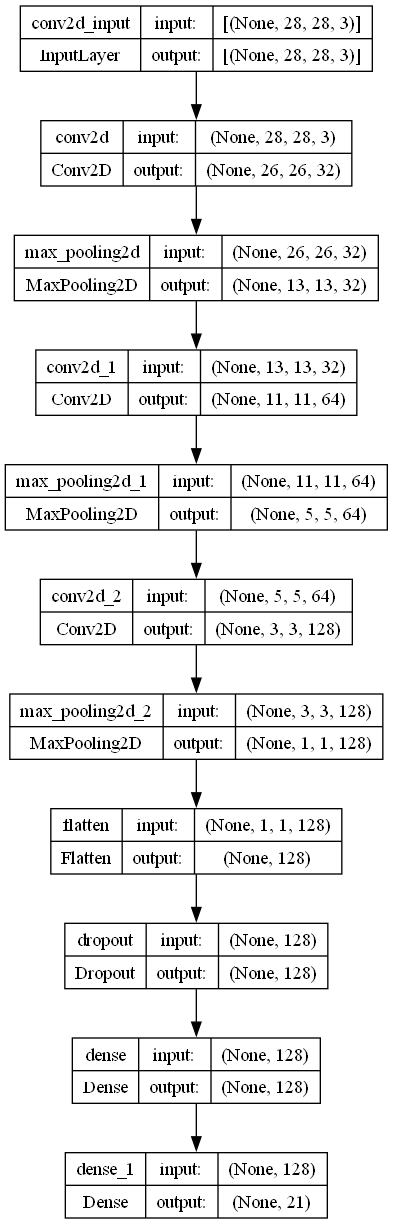 conv2d_input input: [(None, 28, 28, 3)]
InputLayer output: [(None, 28, 28, 3)]
conv2d input: (None, 28, 28, 3)
Conv2D output: (None, 26, 26, 32)
max_pooling2d input: (None, 26, 26, 32)
MaxPooling2D output: (None, 13, 13, 32)
conv2d_1 input: (None, 13, 13, 32)
Conv2D output: (None, 11, 11, 64)
max_pooling2d_1 input: (None, 11, 11, 64)
MaxPooling2D output: (None, 5, 5, 64)
conv2d_2 input: (None, 5, 5, 64)
Conv2D output: (None, 3, 3, 128)
max_pooling2d_2 input: (None, 3, 3, 128)
MaxPooling2D output: (None, 1, 1, 128)
flatten input: (None, 1, 1, 128)
Flatten output: (None, 128)
dropout input: (None, 128)
Dropout output: (None, 128)
dense input: (None, 128)
Dense output: (None, 128)
dense_1 input: (None, 128)
Dense output: (None, 21)